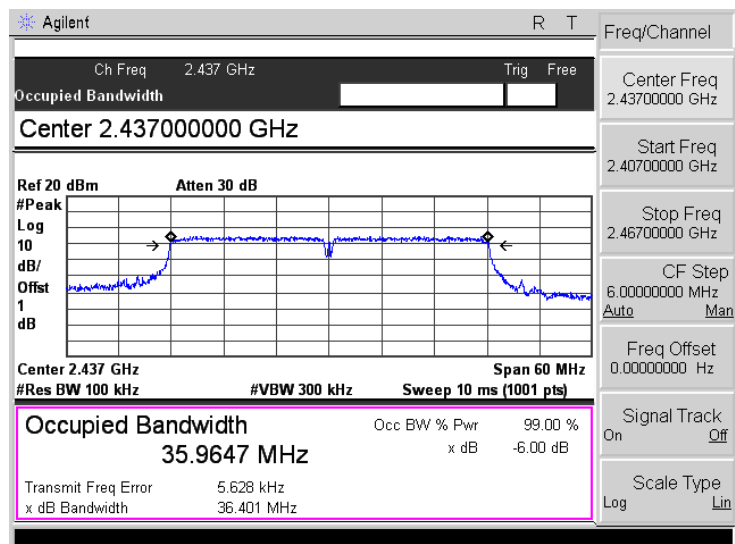 Agilent R T
Ch Freq 2.437 GHz Trig Free
Occupied Bandwidth
Center 2.437000000 GHz
Ref 20 dBm Atten 30 dB
#Peak
Log
10
dB/
Offst
1
dB
Center 2.437 GHz Span 60 MHz
#Res BW 100 kHz #VBW 300 kHz Sweep 10 ms (1001 pts)
Occupied Bandwidth
35.9647 MHz
Occ BW % Pwr 99.00 %
x dB -6.00 dB
Transmit Freq Error 5.628 kHz
x dB Bandwidth 36.401 MHz
Freq/Channel
Center Freq
2.43700000 GHz
Start Freq
2.40700000 GHz
Stop Freq
2.46700000 GHz
CF Step
6.00000000 MHz
Auto Man
Freq Offset
0.00000000 Hz
Signal Track
On Off
Scale Type
Log Lin